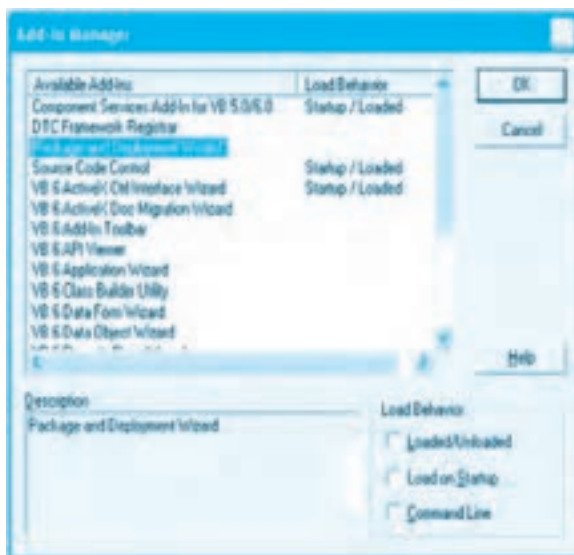 Add-In Manager
Available Add-Ins Load Behavior
Component Services Add-In for VB 5.0/6.0 Startup / Loaded
DTC Framework Registrar
Package and Deployment Wizard
Source Code Control Startup / Loaded
VB 6 ActiveX Ctrl Interface Wizard Startup / Loaded
VB 6 ActiveX Doc Migration Wizard
VB 6 Add-In Toolbar
VB 6 API Viewer
VB 6 Application Wizard
VB 6 Class Builder Utility
VB 6 Data Form Wizard
VB 6 Data Object Wizard
OK
Cancel
Help
Description
Package and Deployment Wizard
Load Behavior
Loaded/Unloaded
Load on Startup
Command Line